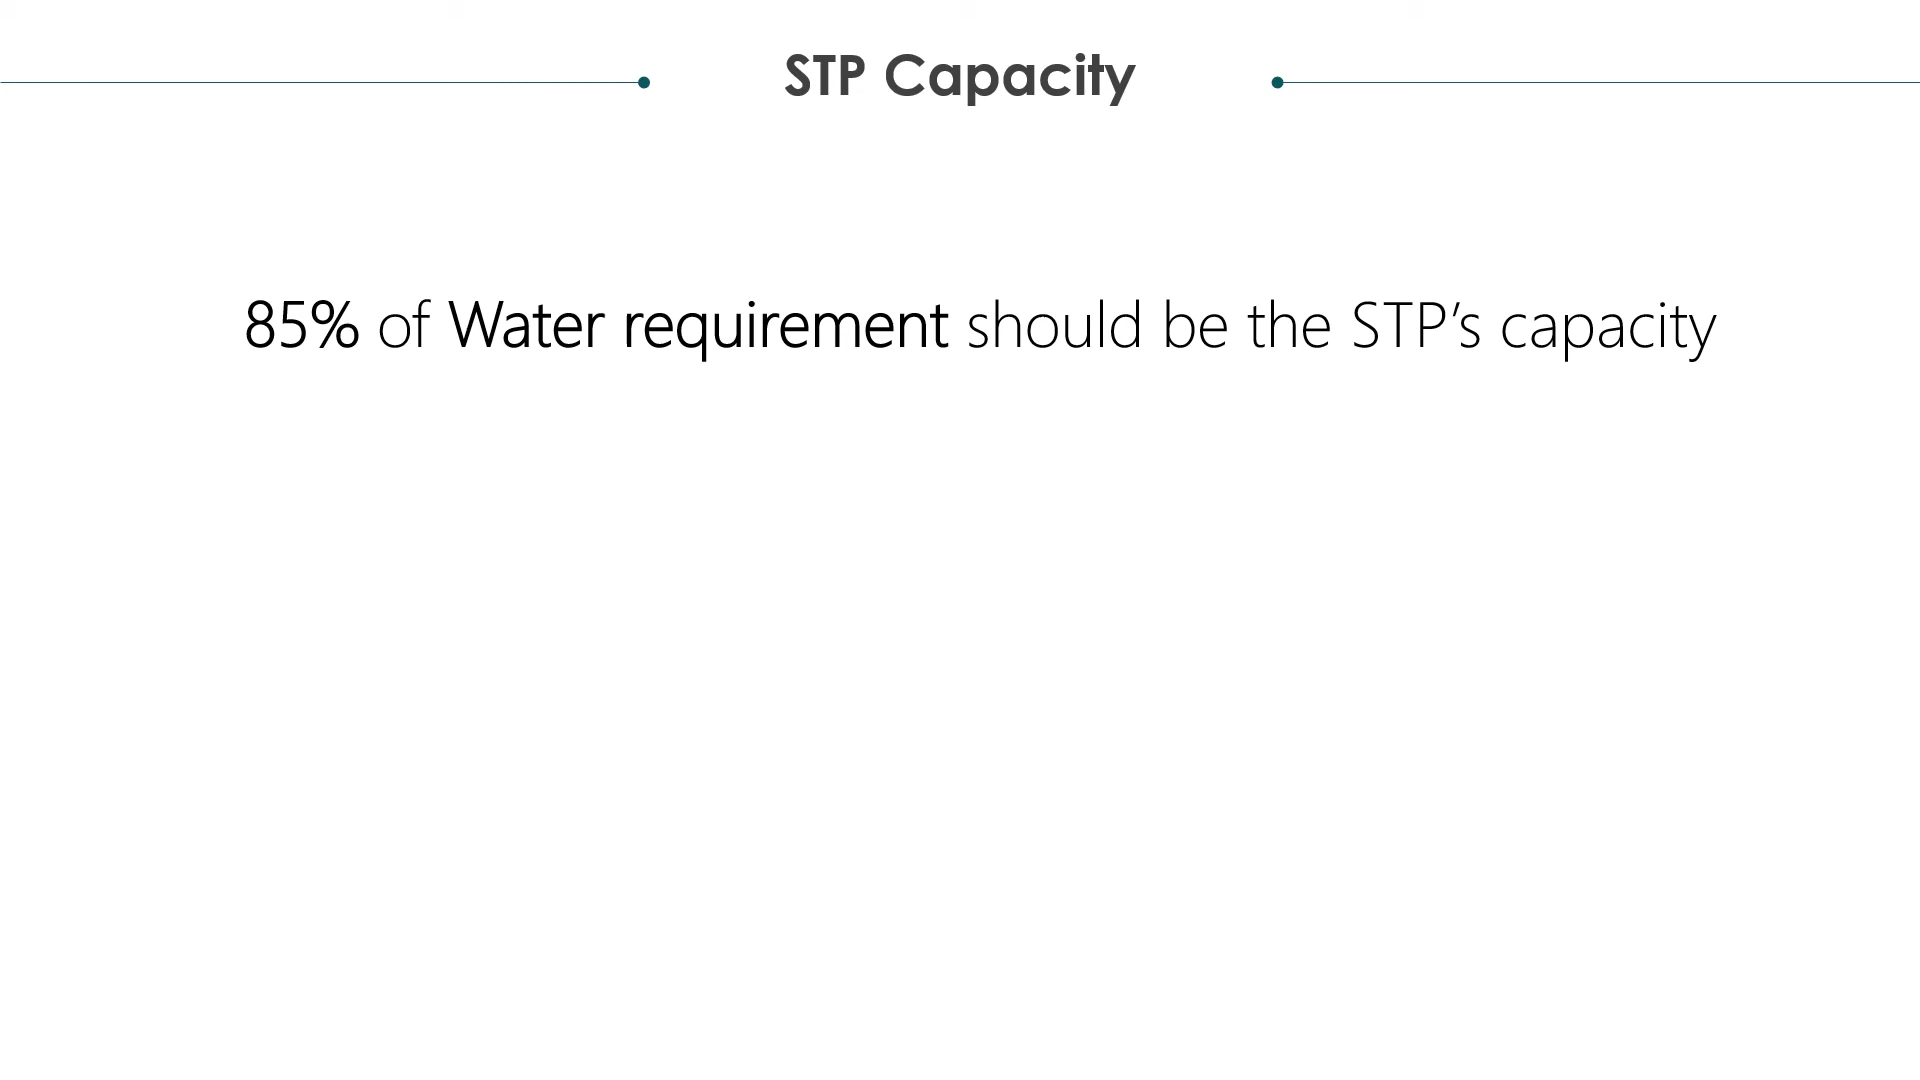 STP Capacity
85% of Water requirement should be the STP’s capacity